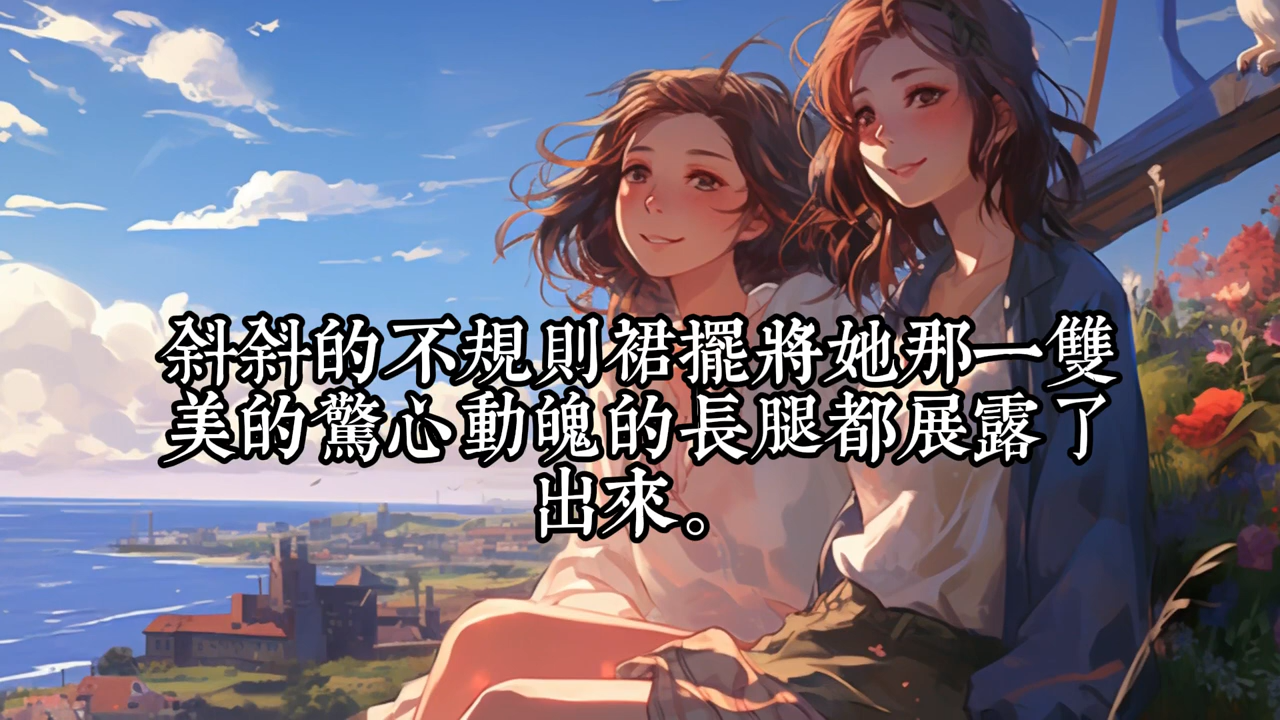 斜斜的不規則裙擺將她那一雙
美的驚心動魄的長腿都展露了
出來。